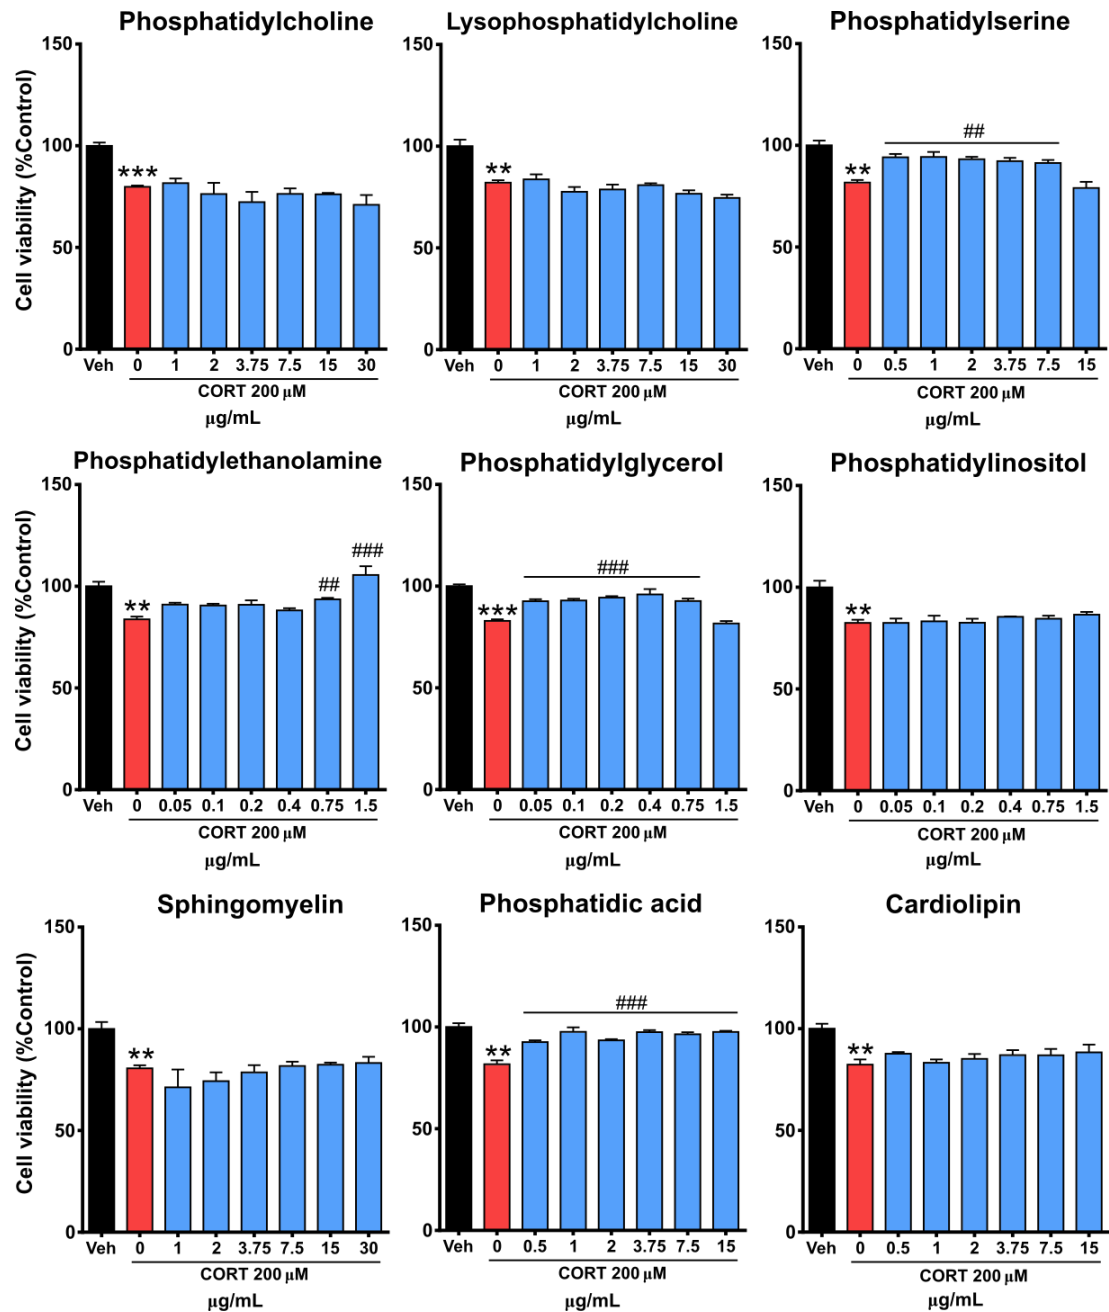 Phosphatidylcholine
Cell viability (%Control)
150
100
50
0
***
Veh 0 1 2 3.75 7.5 15 30
CORT 200 μM
μg/mL
Lysophosphatidylcholine
150
100
50
0
**
Veh 0 1 2 3.75 7.5 15 30
CORT 200 μM
μg/mL
Phosphatidylserine
150
100
50
0
**
##
Veh 0 0.5 1 2 3.75 7.5 15
CORT 200 μM
μg/mL
Phosphatidylethanolamine
Cell viability (%Control)
150
100
50
0
**
##
###
Veh 0 0.05 0.1 0.2 0.4 0.75 1.5
CORT 200 μM
μg/mL
Phosphatidylglycerol
150
100
50
0
***
###
Veh 0 0.05 0.1 0.2 0.4 0.75 1.5
CORT 200 μM
μg/mL
Phosphatidylinositol
150
100
50
0
**
Veh 0 0.05 0.1 0.2 0.4 0.75 1.5
CORT 200 μM
μg/mL
Sphingomyelin
Cell viability (%Control)
150
100
50
0
**
Veh 0 1 2 3.75 7.5 15 30
CORT 200 μM
μg/mL
Phosphatidic acid
150
100
50
0
**
###
Veh 0 0.5 1 2 3.75 7.5 15
CORT 200 μM
μg/mL
Cardiolipin
150
100
50
0
**
Veh 0 0.5 1 2 3.75 7.5 15
CORT 200 μM
μg/mL